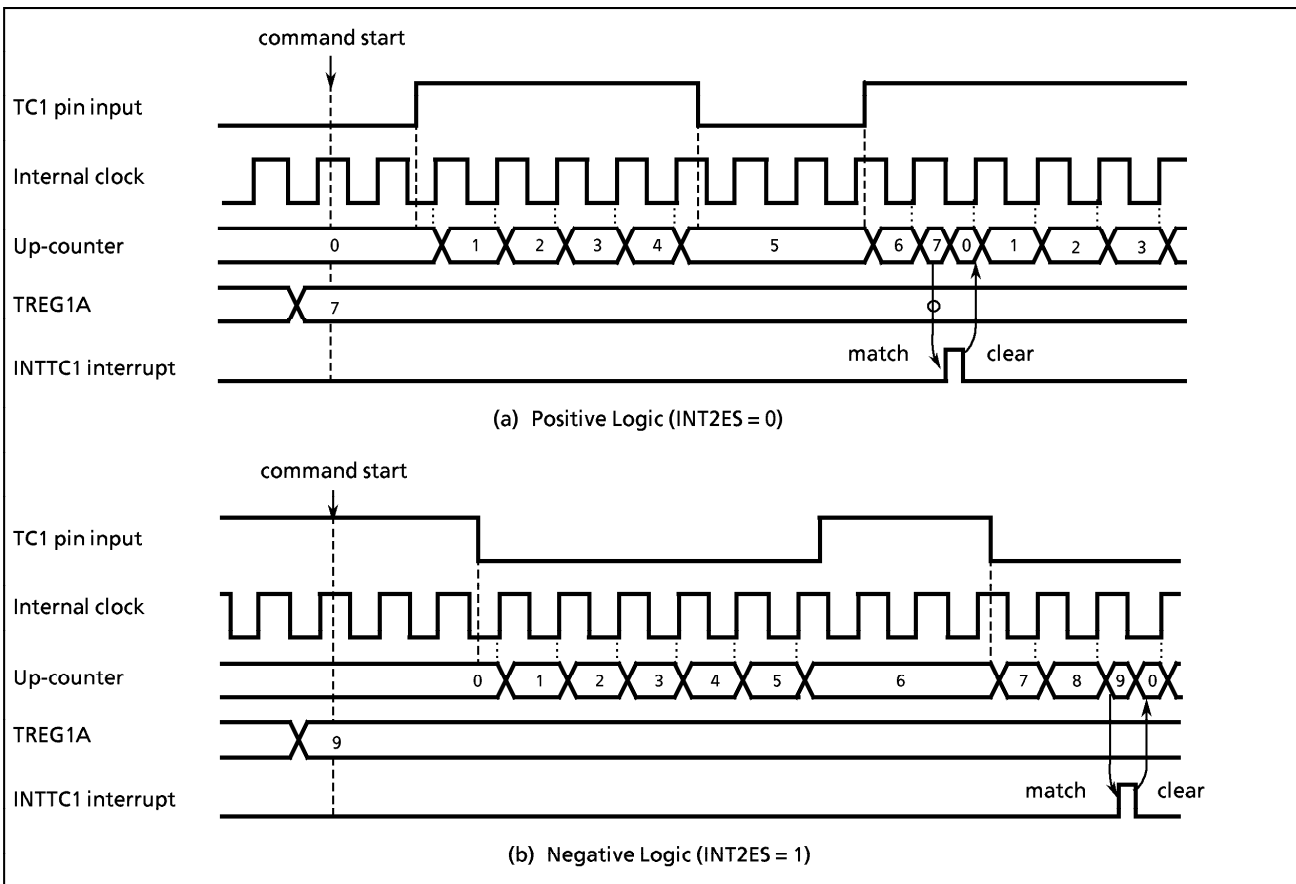 command start
TC1 pin input
Internal clock
Up-counter 0 1 2 3 4 5 6 7 0 1 2 3
TREG1A 7
match clear
INTTC1 interrupt
(a) Positive Logic (INT2ES = 0)
command start
TC1 pin input
Internal clock
Up-counter 0 1 2 3 4 5 6 7 8 9 0
TREG1A 9
match clear
INTTC1 interrupt
(b) Negative Logic (INT2ES = 1)